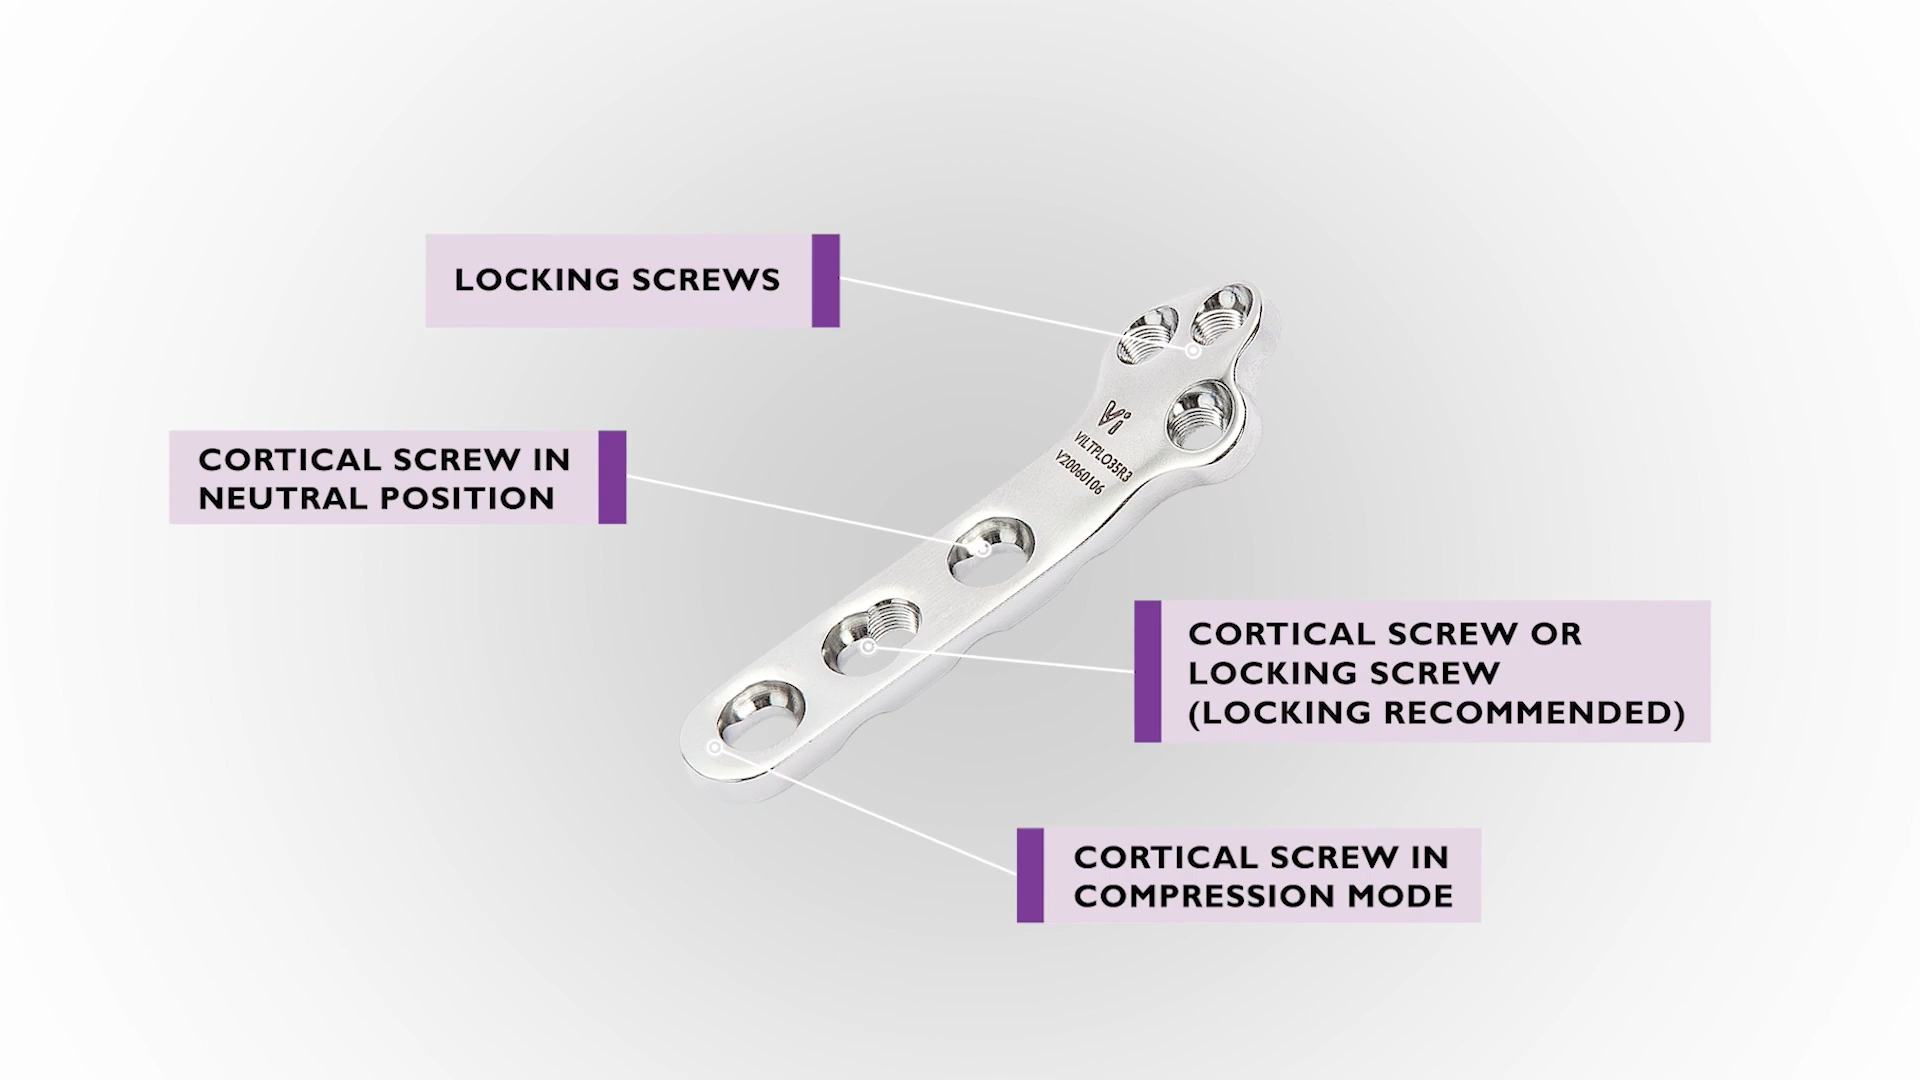 LOCKING SCREWS
Vi
VILTPLO35R3
V20060106
CORTICAL SCREW IN
NEUTRAL POSITION
CORTICAL SCREW OR
LOCKING SCREW
(LOCKING RECOMMENDED)
CORTICAL SCREW IN
COMPRESSION MODE